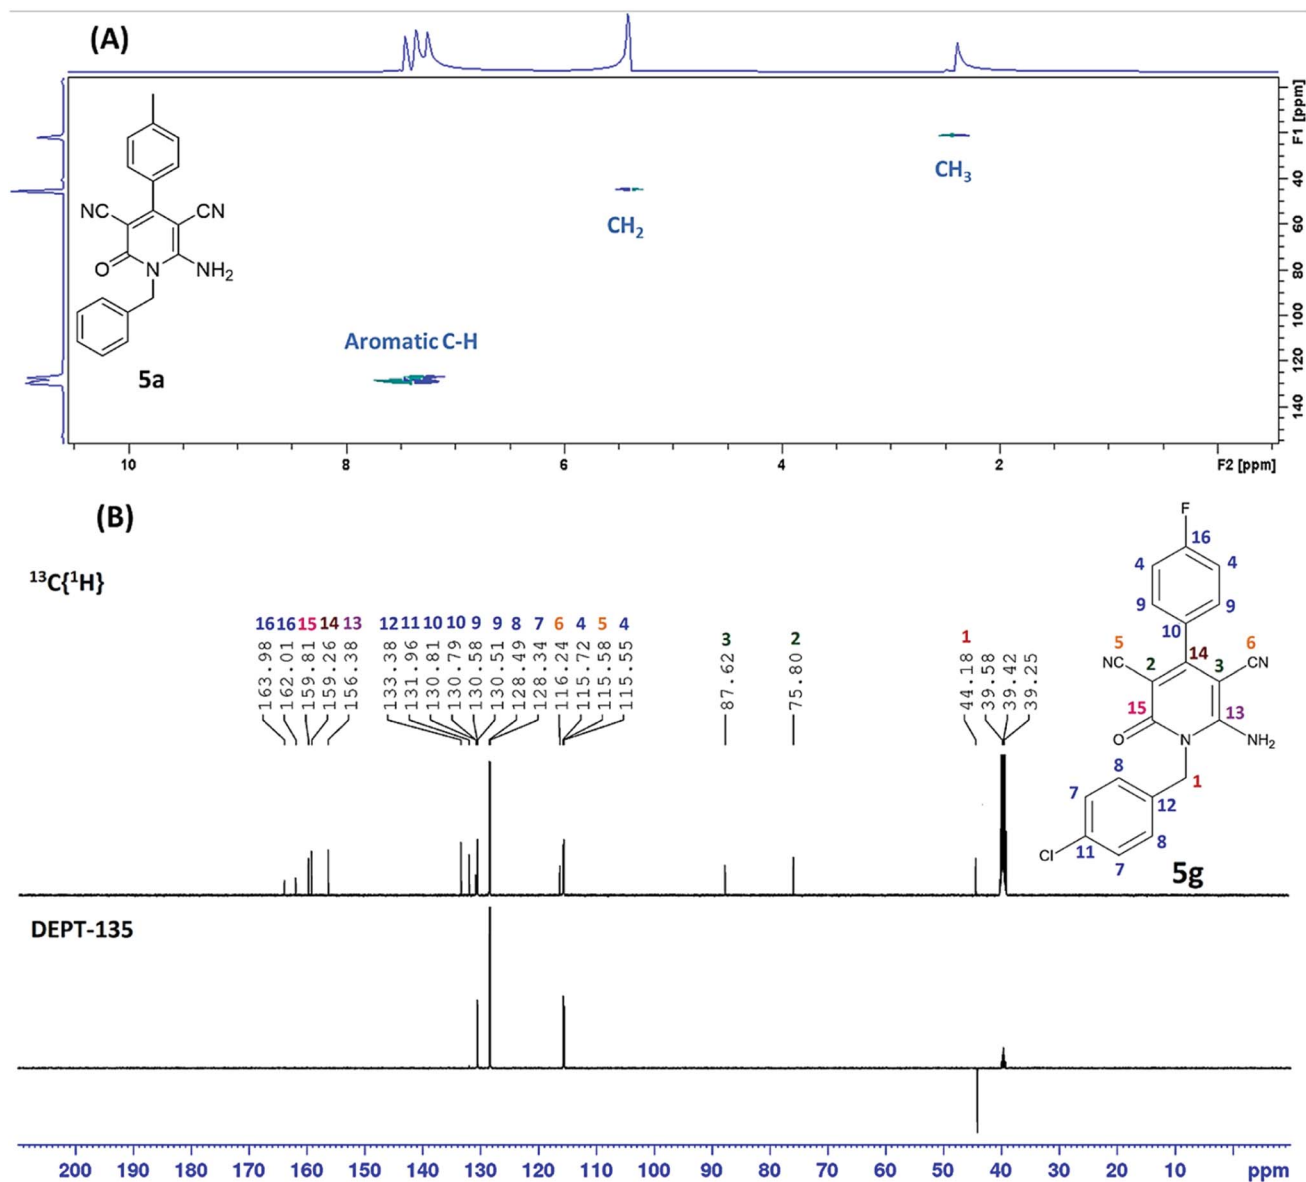 (A)
F1 [ppm]
40
60
80
100
120
140
CH3
CH2
Aromatic C-H
NC
CN
O
N
NH2
5a
10
8
6
4
2
F2 [ppm]
(B)
13C{1H}
16 16 15 14 13 12 11 10 10 9 9 8 7 6 4 5 4 3 2 1
163.98
162.01
159.81
159.26
156.38
133.38
131.96
130.81
130.79
130.58
130.51
128.49
128.34
116.24
115.72
115.58
115.55
87.62
75.80
44.18
39.58
39.42
39.25
F
16
4
4
9
9
10
5
6
NC
2
14
3
CN
15
13
O
N
NH2
8
1
7
12
Cl
11
8
7
5g
DEPT-135
200 190 180 170 160 150 140 130 120 110 100 90 80 70 60 50 40 30 20 10 ppm